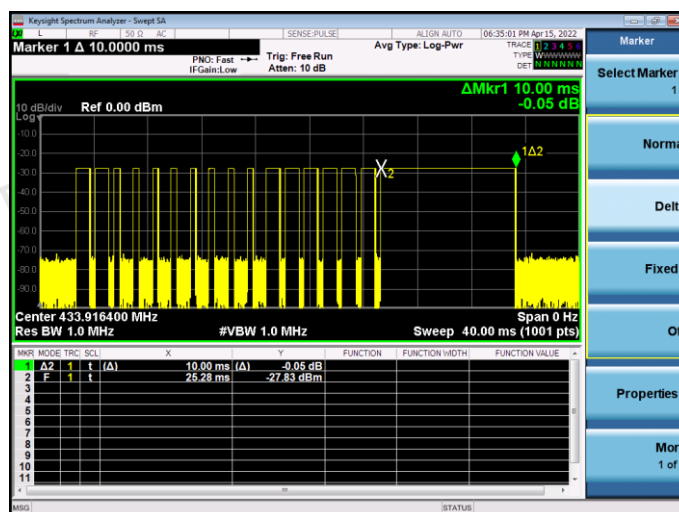 Keysight Spectrum Analyzer - Swept SA
L RF 50 Ω AC SENSE:PULSE ALIGN AUTO 06:35:01 PM Apr 15, 2022
Marker 1 Δ 10.0000 ms
PNO: Fast
IFGain:Low
Trig: Free Run
Atten: 10 dB
Avg Type: Log-Pwr
TRACE 1 2 3 4 5 6
TYPE W
DET N N N N N N
ΔMkr1 10.00 ms
-0.05 dB
10 dB/div Ref 0.00 dBm
Log
-10.0
-20.0
-30.0
-40.0
-50.0
-60.0
-70.0
-80.0
-90.0
1Δ2
X2
Center 433.916400 MHz Span 0 Hz
Res BW 1.0 MHz #VBW 1.0 MHz Sweep 40.00 ms (1001 pts)
MKR MODE TRC SCL X Y FUNCTION FUNCTION WIDTH FUNCTION VALUE
1 Δ2 1 t (Δ) 10.00 ms (Δ) -0.05 dB
2 F 1 t 25.28 ms -27.83 dBm
3
4
5
6
7
8
9
10
11
MSG STATUS
Marker
Select Marker
1
Norma
Delt
Fixed
Of
Properties
Mor
1 of